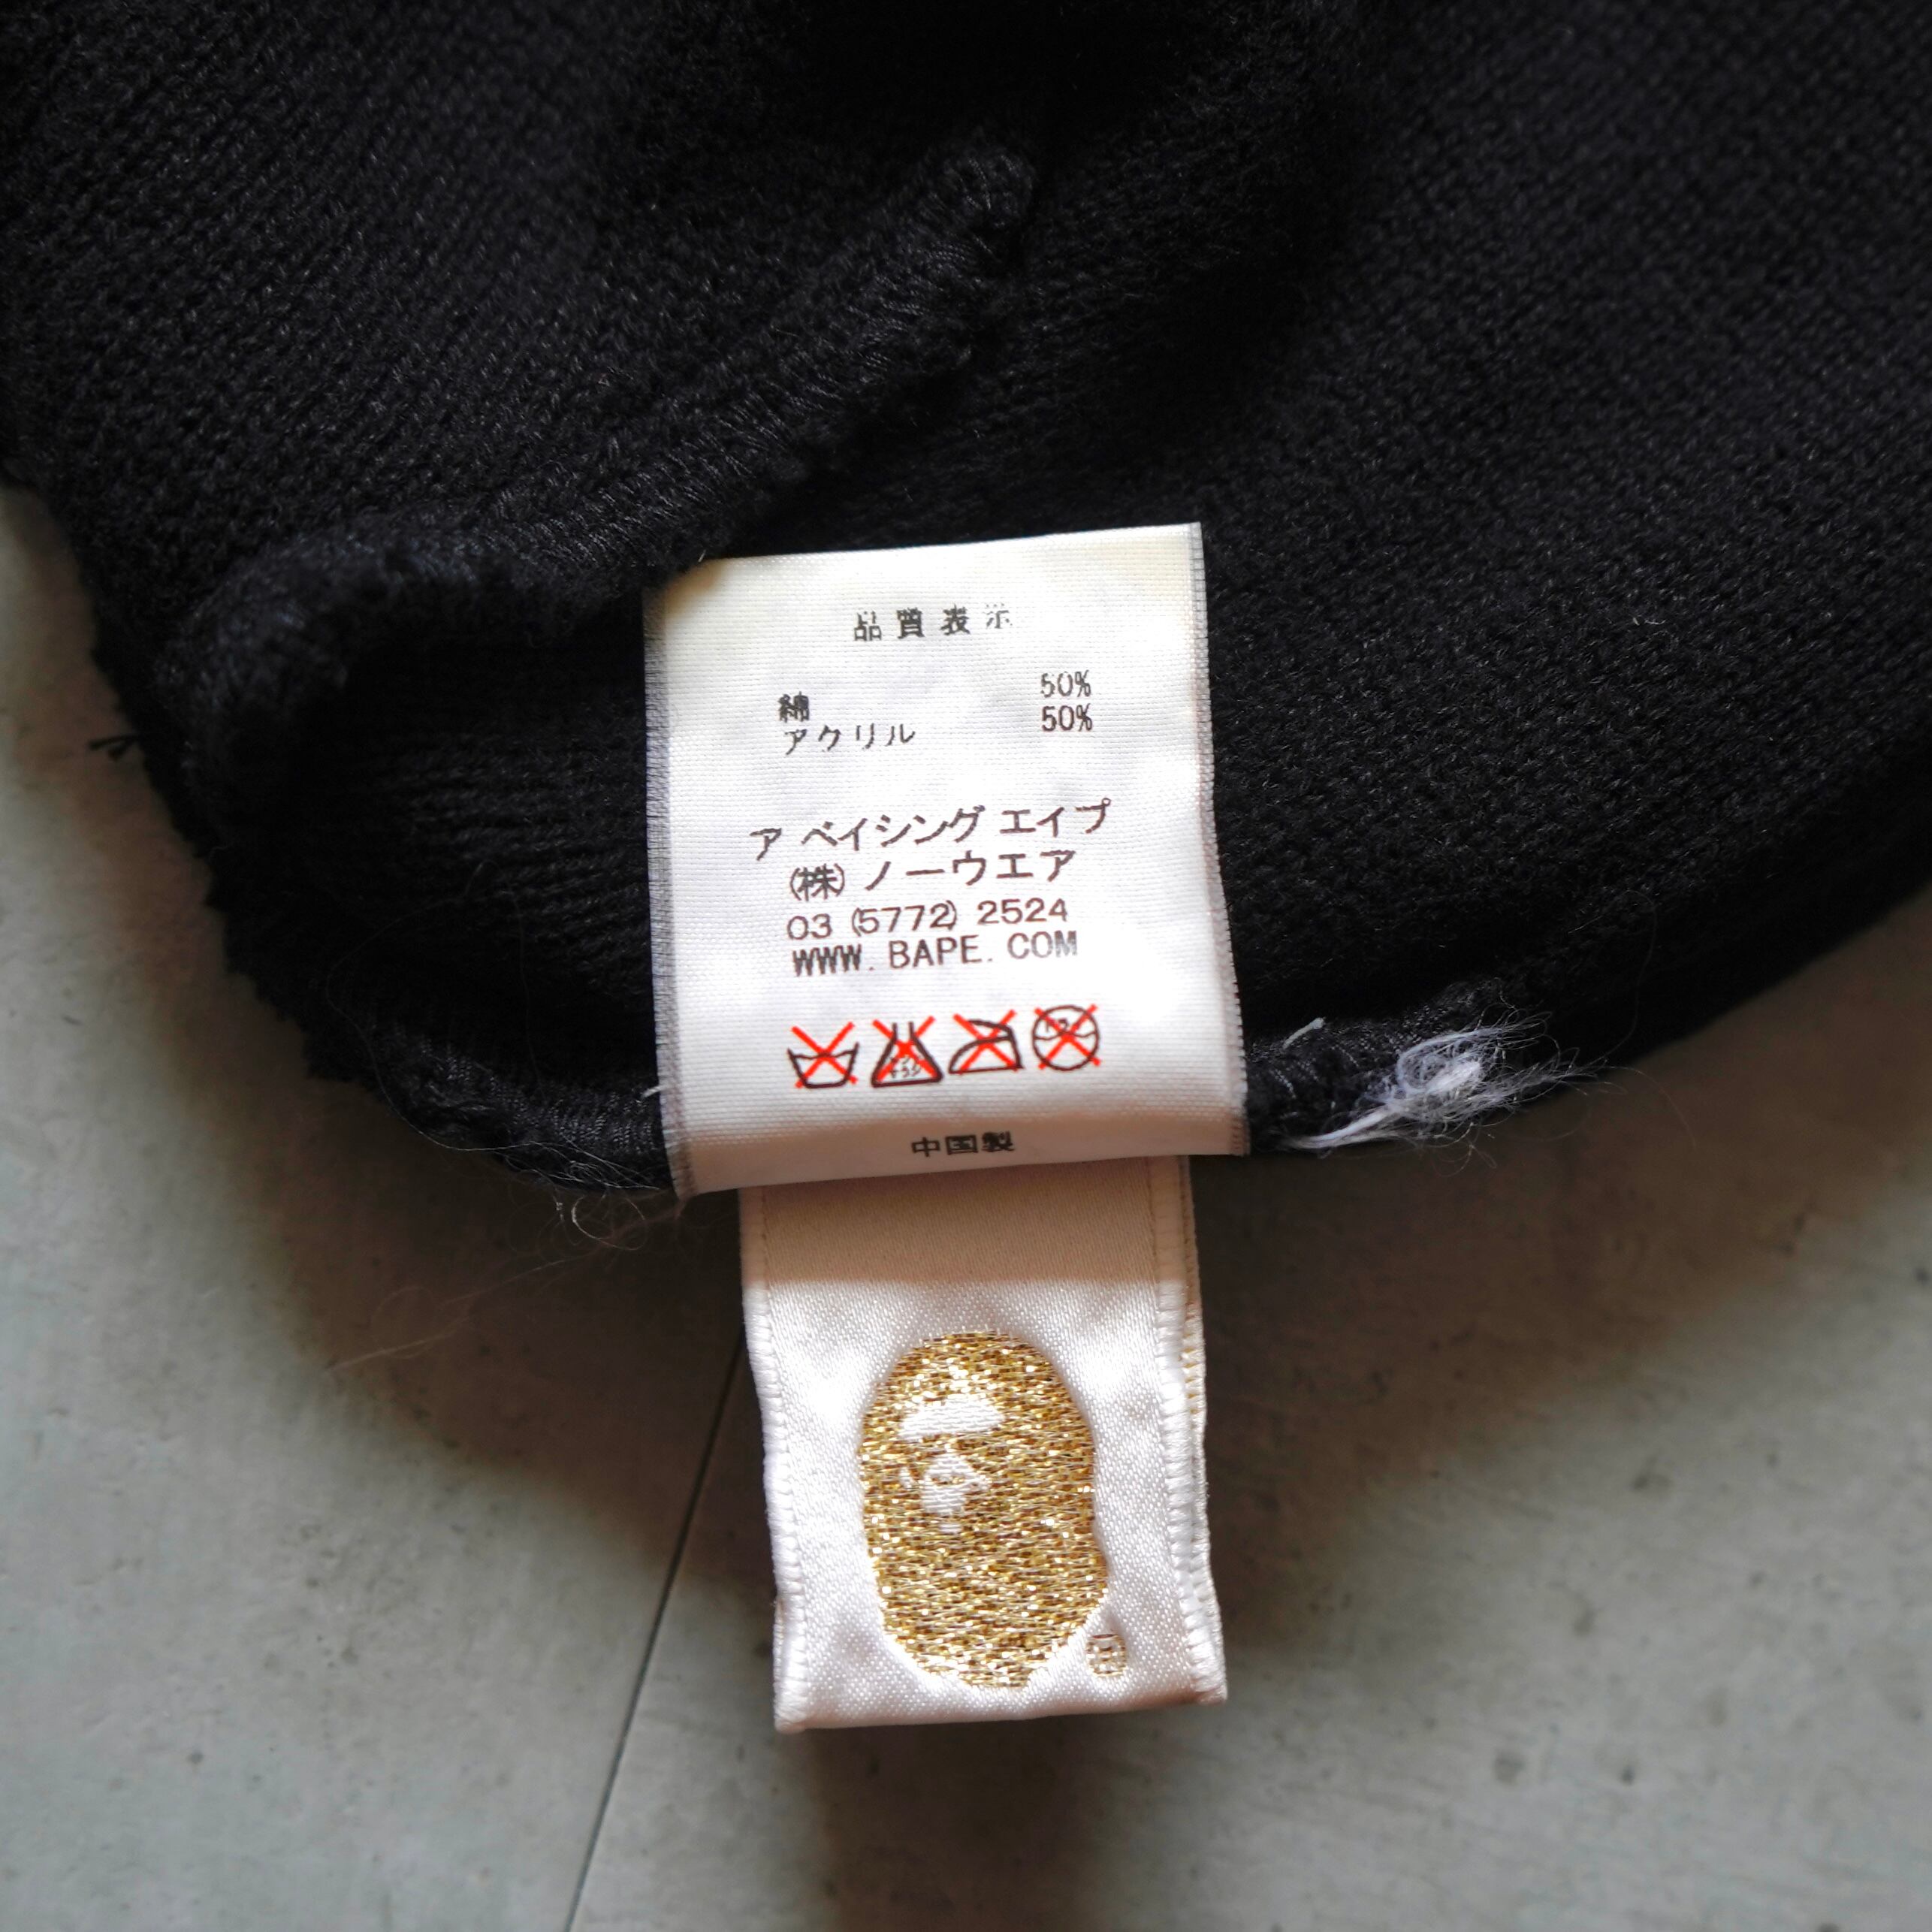 品質表示
綿 50%
アクリル 50%
ア ベイシング エイプ
(株) ノーウエア
03 (5772) 2524
WWW. BAPE. COM
中国製
®